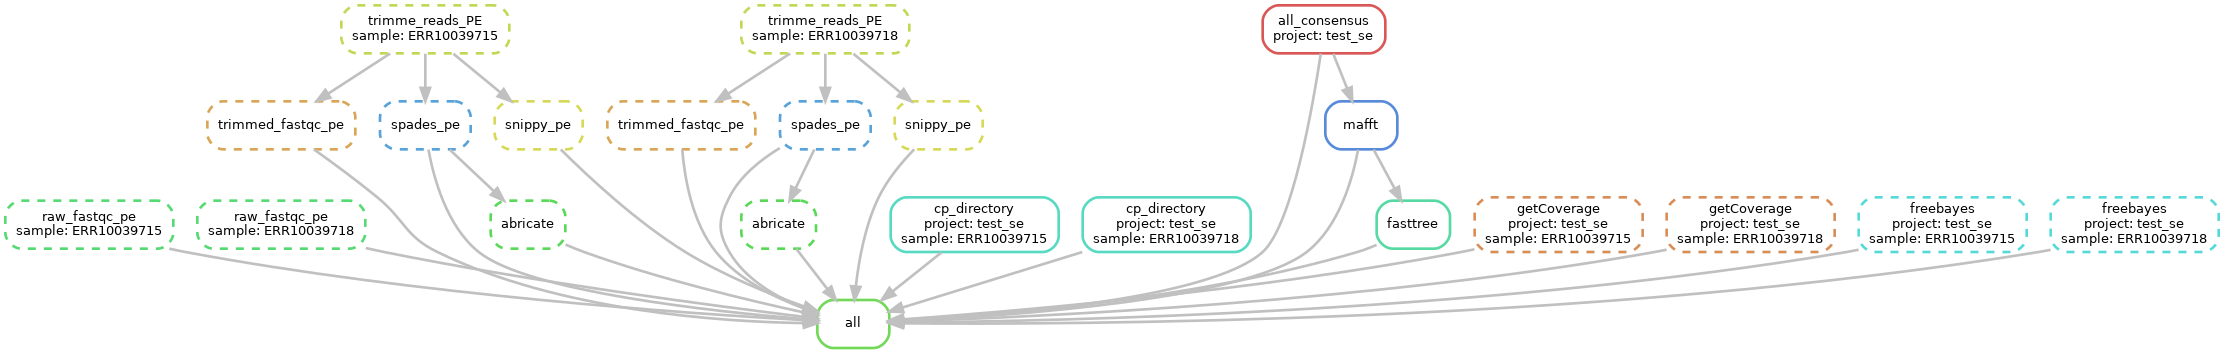 trimme_reads_PE
sample: ERR10039715
trimme_reads_PE
sample: ERR10039718
all_consensus
project: test_se
trimmed_fastqc_pe
spades_pe
snippy_pe
trimmed_fastqc_pe
spades_pe
snippy_pe
mafft
raw_fastqc_pe
sample: ERR10039715
raw_fastqc_pe
sample: ERR10039718
abricate
abricate
cp_directory
project: test_se
sample: ERR10039715
cp_directory
project: test_se
sample: ERR10039718
fasttree
getCoverage
project: test_se
sample: ERR10039715
getCoverage
project: test_se
sample: ERR10039718
freebayes
project: test_se
sample: ERR10039715
freebayes
project: test_se
sample: ERR10039718
all